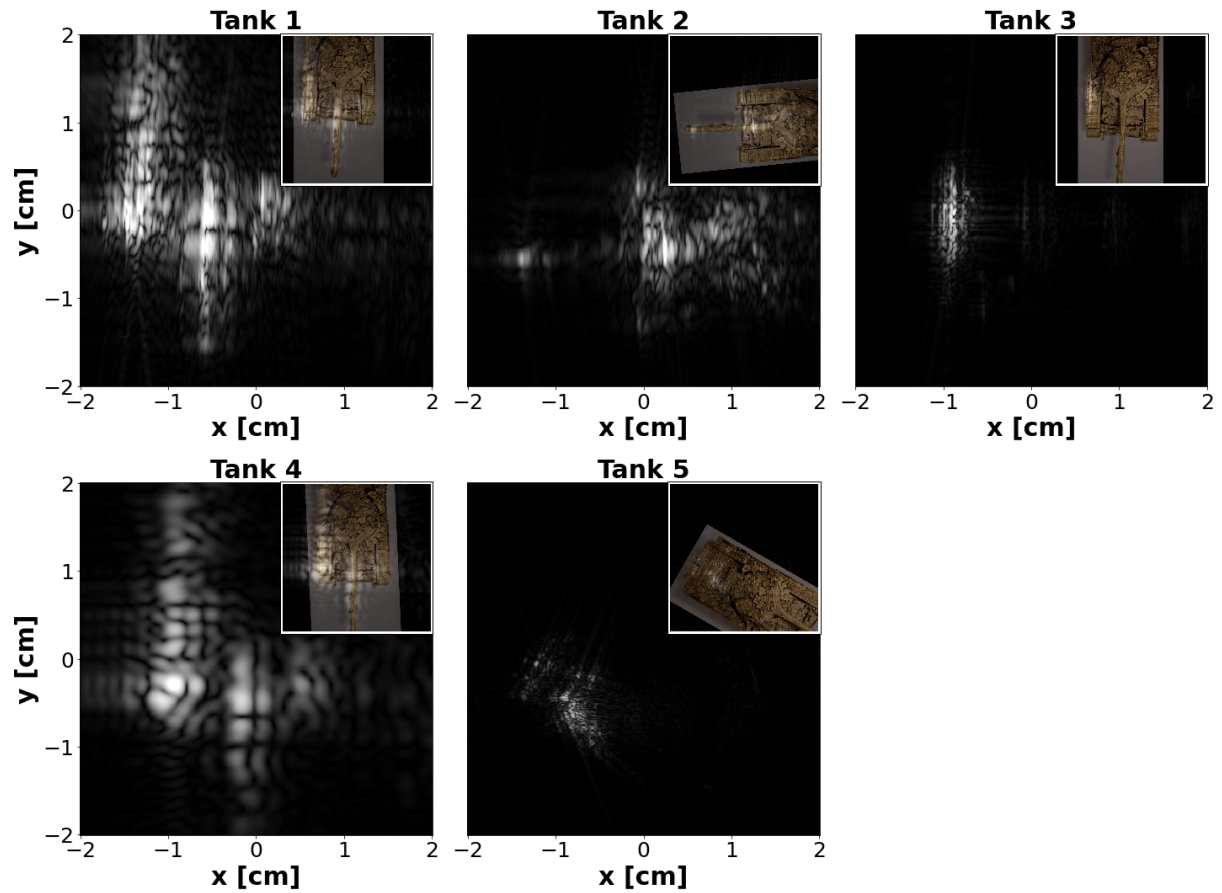 Tank 1 Tank 2 Tank 3
2
1
0
−1
−2
y [cm]
−2 −1 0 1 2 −2 −1 0 1 2 −2 −1 0 1 2
x [cm] x [cm] x [cm]
Tank 4 Tank 5
2
1
0
−1
−2
y [cm]
−2 −1 0 1 2 −2 −1 0 1 2
x [cm] x [cm]